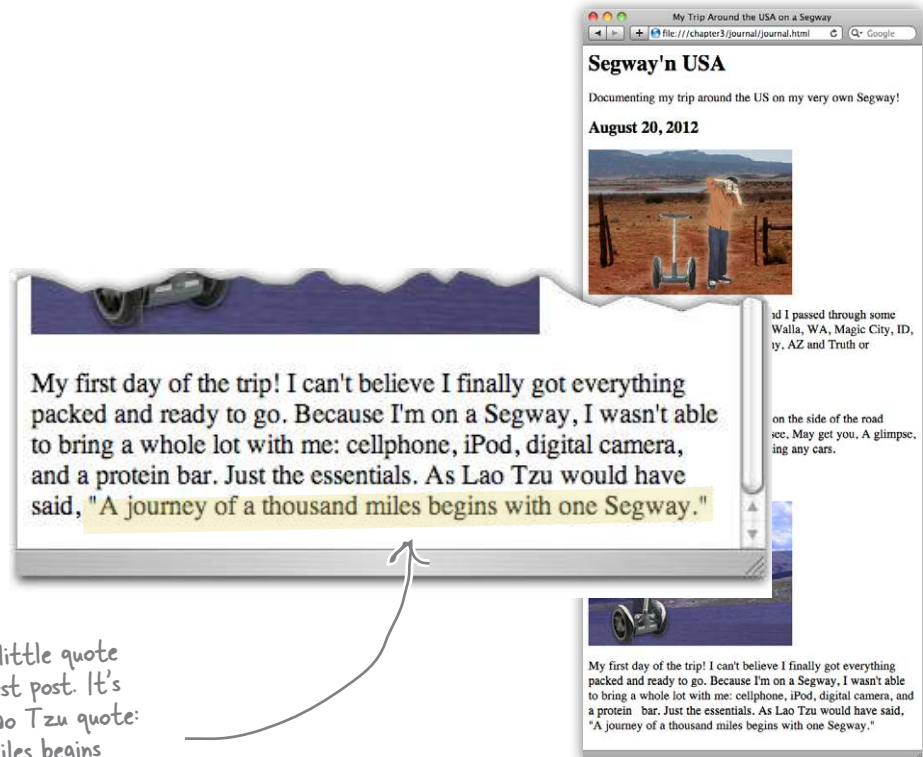 My Trip Around the USA on a Segway
file:///chapter3/journal/journal.html
Google
Segway'n USA
Documenting my trip around the US on my very own Segway!
August 20, 2012
nd I passed through some
Walla, WA, Magic City, ID,
AZ and Truth or
on the side of the road
see, May get you, A glimpse,
ing any cars.
My first day of the trip! I can't believe I finally got everything
packed and ready to go. Because I'm on a Segway, I wasn't able
to bring a whole lot with me: cellphone, iPod, digital camera,
and a protein bar. Just the essentials. As Lao Tzu would have
said, "A journey of a thousand miles begins with one Segway."
little quote
st post. It's
ao Tzu quote:
iles begins
My first day of the trip! I can't believe I finally got everything
packed and ready to go. Because I'm on a Segway, I wasn't able
to bring a whole lot with me: cellphone, iPod, digital camera, and
a protein bar. Just the essentials. As Lao Tzu would have said,
"A journey of a thousand miles begins with one Segway."